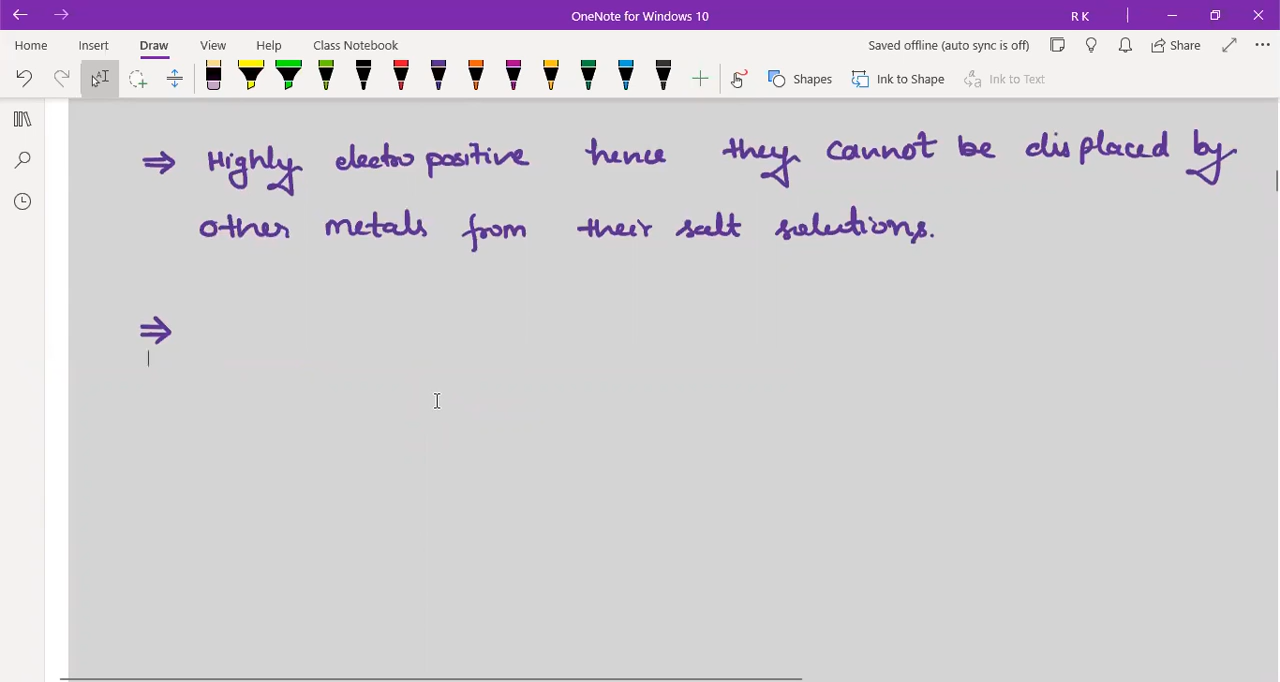 OneNote for Windows 10
R K
Home Insert Draw View Help Class Notebook
Saved offline (auto sync is off)
Share
Shapes
Ink to Shape
Ink to Text
⇒ Highly electropositive hence they cannot be displaced by
other metals from their salt solutions.
⇒